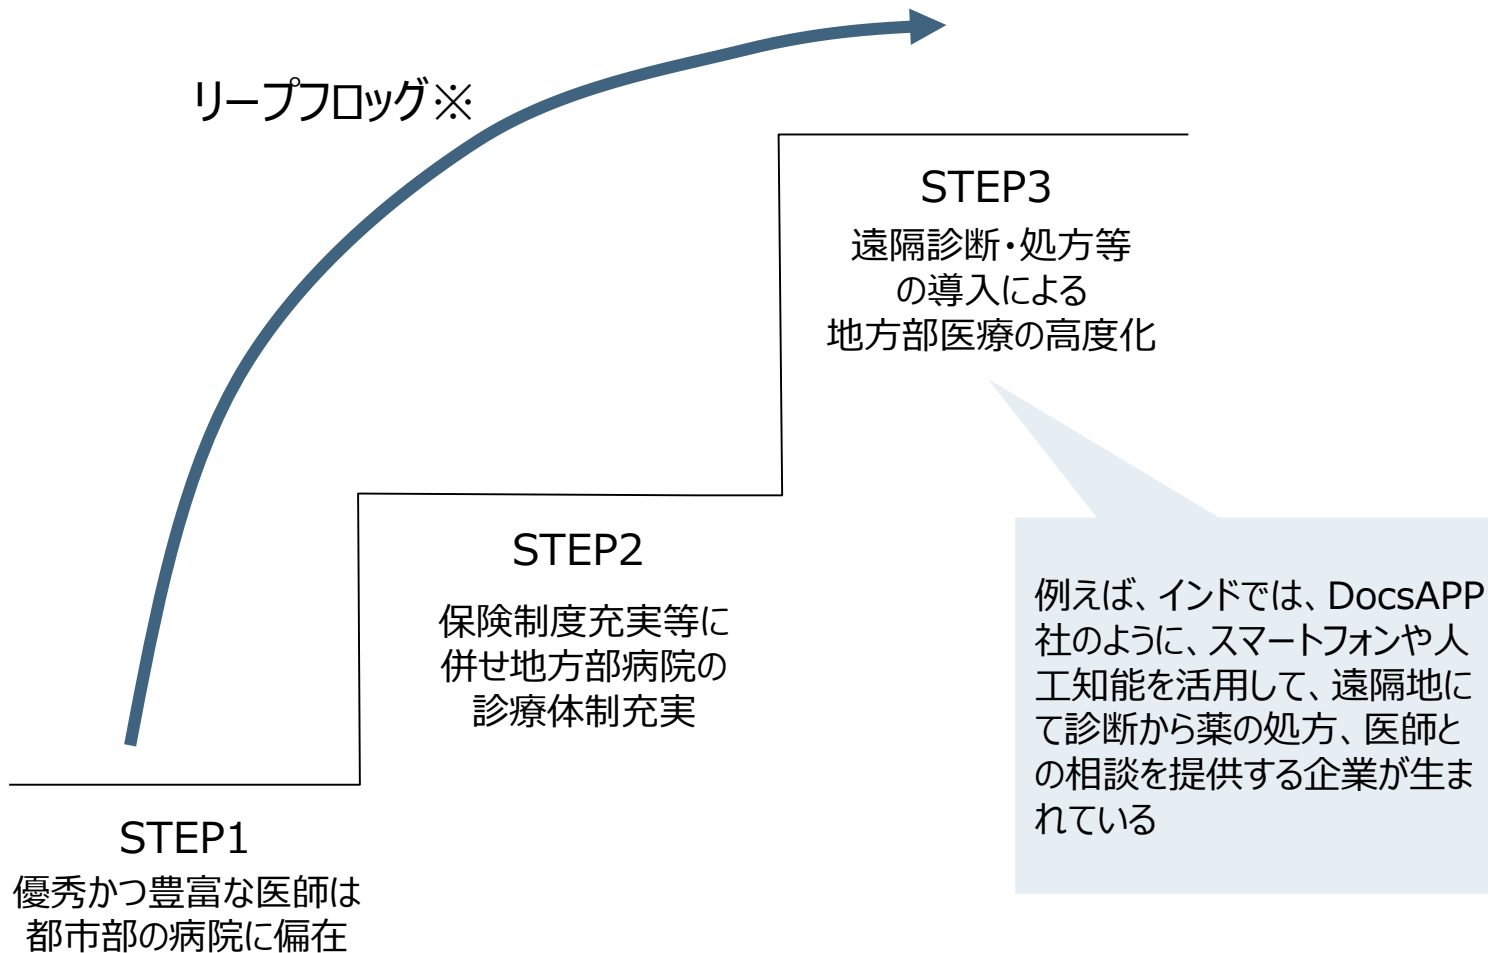 リープフロッグ※
STEP3
遠隔診断・処方等
の導入による
地方部医療の高度化
STEP2
保険制度充実等に
併せ地方部病院の
診療体制充実
例えば、インドでは、DocsAPP
社のように、スマートフォンや人
工知能を活用して、遠隔地に
て診断から薬の処方、医師と
の相談を提供する企業が生ま
れている
STEP1
優秀かつ豊富な医師は
都市部の病院に偏在